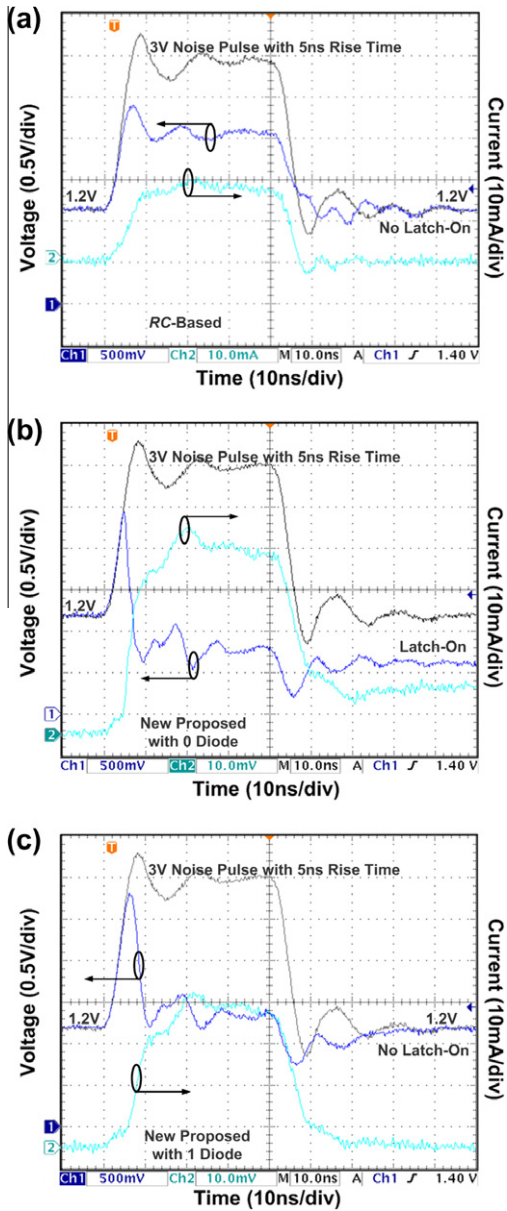 (a)
T
3V Noise Pulse with 5ns Rise Time
Voltage (0.5V/div)
Current (10mA/div)
1.2V
1.2V
No Latch-On
2
1
RC-Based
Ch1 500mV Ch2 10.0mA M 10.0ns A Ch1 ∫ 1.40 V
Time (10ns/div)
(b)
T
3V Noise Pulse with 5ns Rise Time
Voltage (0.5V/div)
Current (10mA/div)
1.2V
Latch-On
1
New Proposed
with 0 Diode
2
Ch1 500mV Ch2 10.0mV M 10.0ns A Ch1 ∫ 1.40 V
Time (10ns/div)
(c)
T
3V Noise Pulse with 5ns Rise Time
Voltage (0.5V/div)
Current (10mA/div)
1.2V
1.2V
No Latch-On
1
New Proposed
with 1 Diode
2
Ch1 500mV Ch2 10.0mV M 10.0ns A Ch1 ∫ 1.40 V
Time (10ns/div)